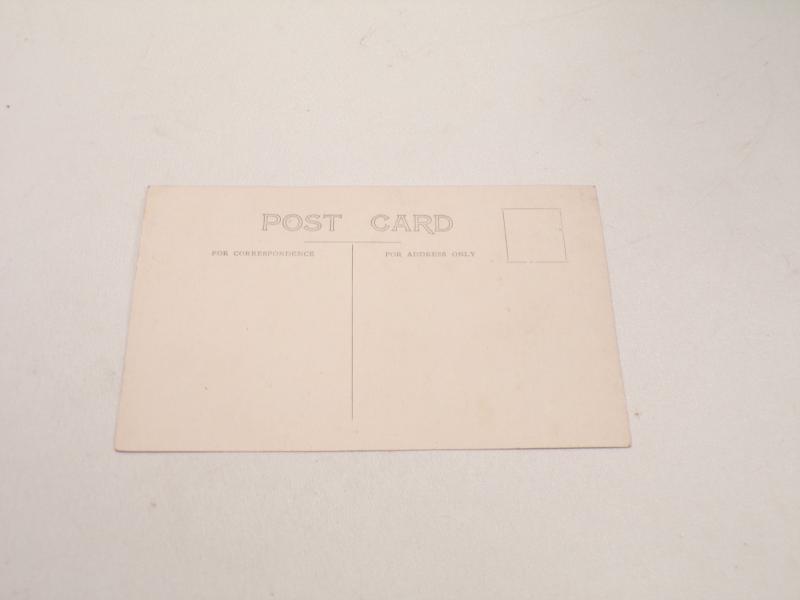 POST CARD
FOR CORRESPONDENCE
FOR ADDRESS ONLY